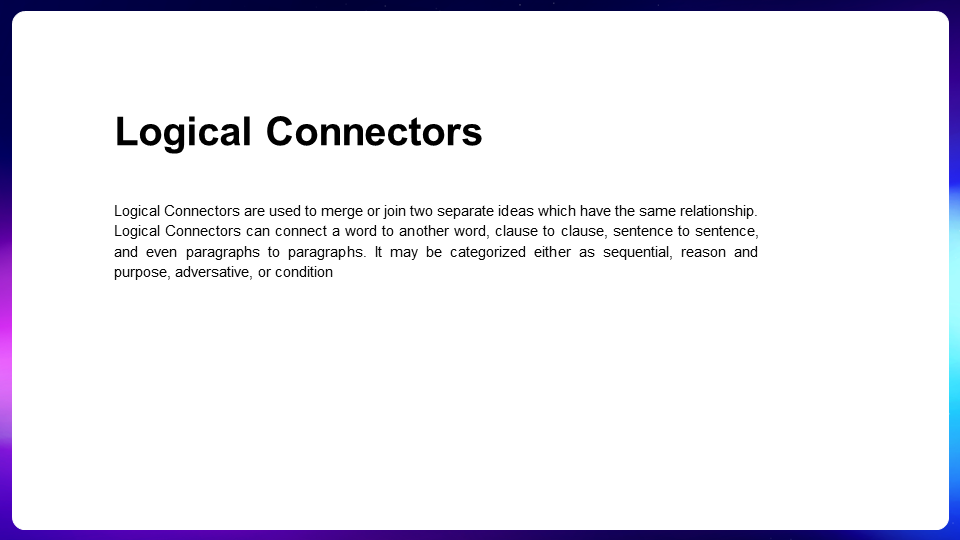 Logical Connectors
Logical Connectors are used to merge or join two separate ideas which have the same relationship.
Logical Connectors can connect a word to another word, clause to clause, sentence to sentence,
and even paragraphs to paragraphs. It may be categorized either as sequential, reason and
purpose, adversative, or condition